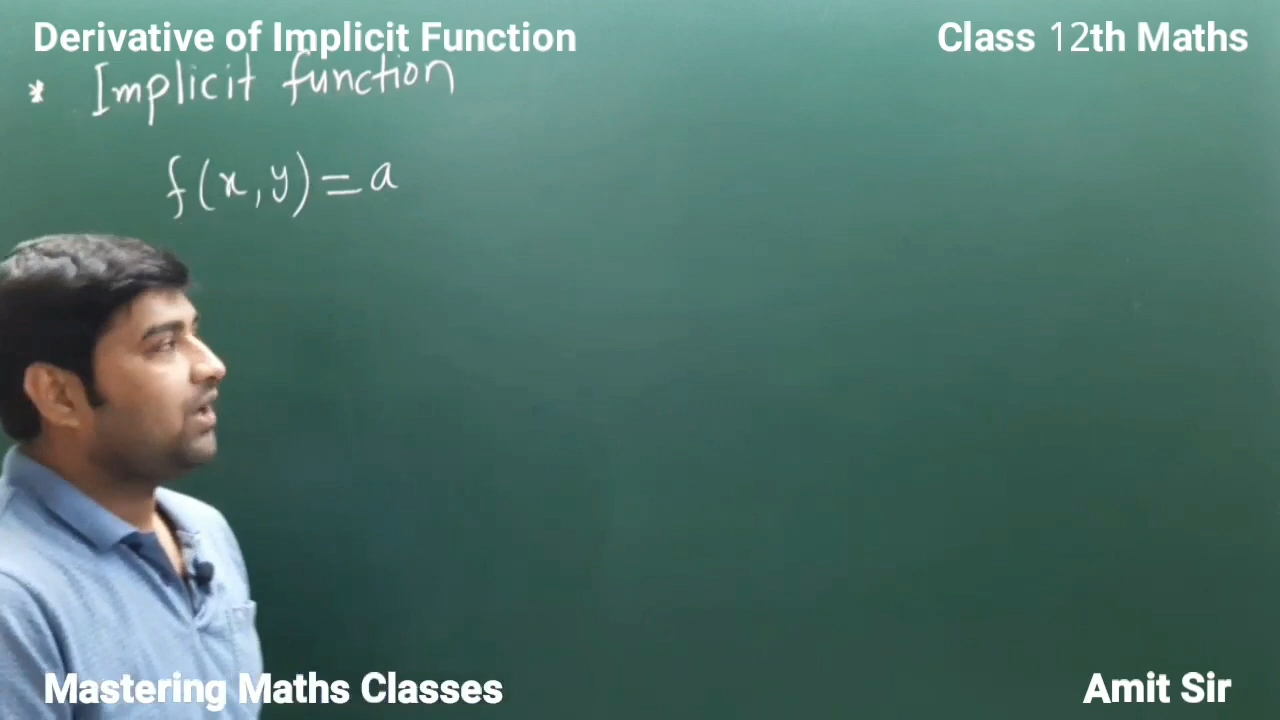 Derivative of Implicit Function
Class 12th Maths
* Implicit function
f(x,y)=a
Mastering Maths Classes
Amit Sir